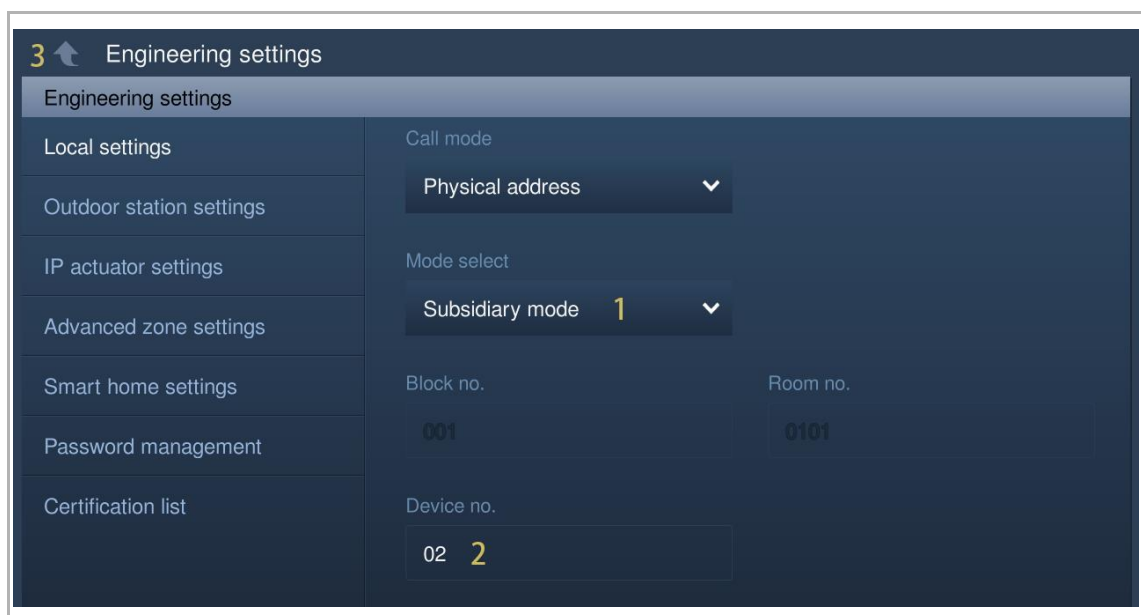 3 Engineering settings
Engineering settings
Local settings
Outdoor station settings
IP actuator settings
Advanced zone settings
Smart home settings
Password management
Certification list
Call mode
Physical address
Mode select
Subsidiary mode 1
Block no. Room no.
001 0101
Device no.
02 2